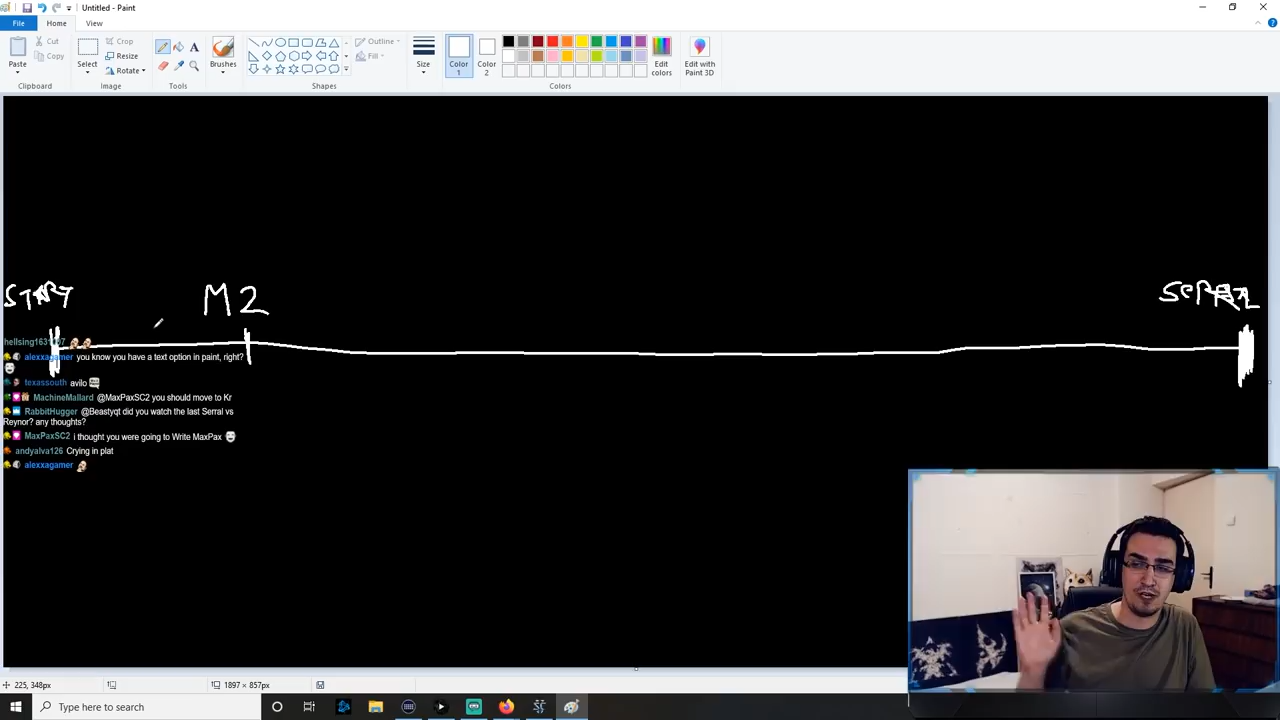 Untitled - Paint
File
Home
View
Paste
Cut
Copy
Clipboard
Select
Crop
Resize
Rotate
Image
Tools
Brushes
Shapes
Outline
Fill
Size
Color 1
Color 2
Edit colors
Colors
Edit with Paint 3D
START
M2
SERRAL
alexxagamer you know you have a text option in paint, right?
texassouth avilo
MachineMallard @MaxPaxSC2 you should move to Kr
RabbitHugger @Beastyqt did you watch the last Serral vs
Reynor? any thoughts?
MaxPaxSC2 i thought you were going to Write MaxPax
andyalva126 Crying in plat
alexxagamer
225, 348px
1897 × 857px
Type here to search